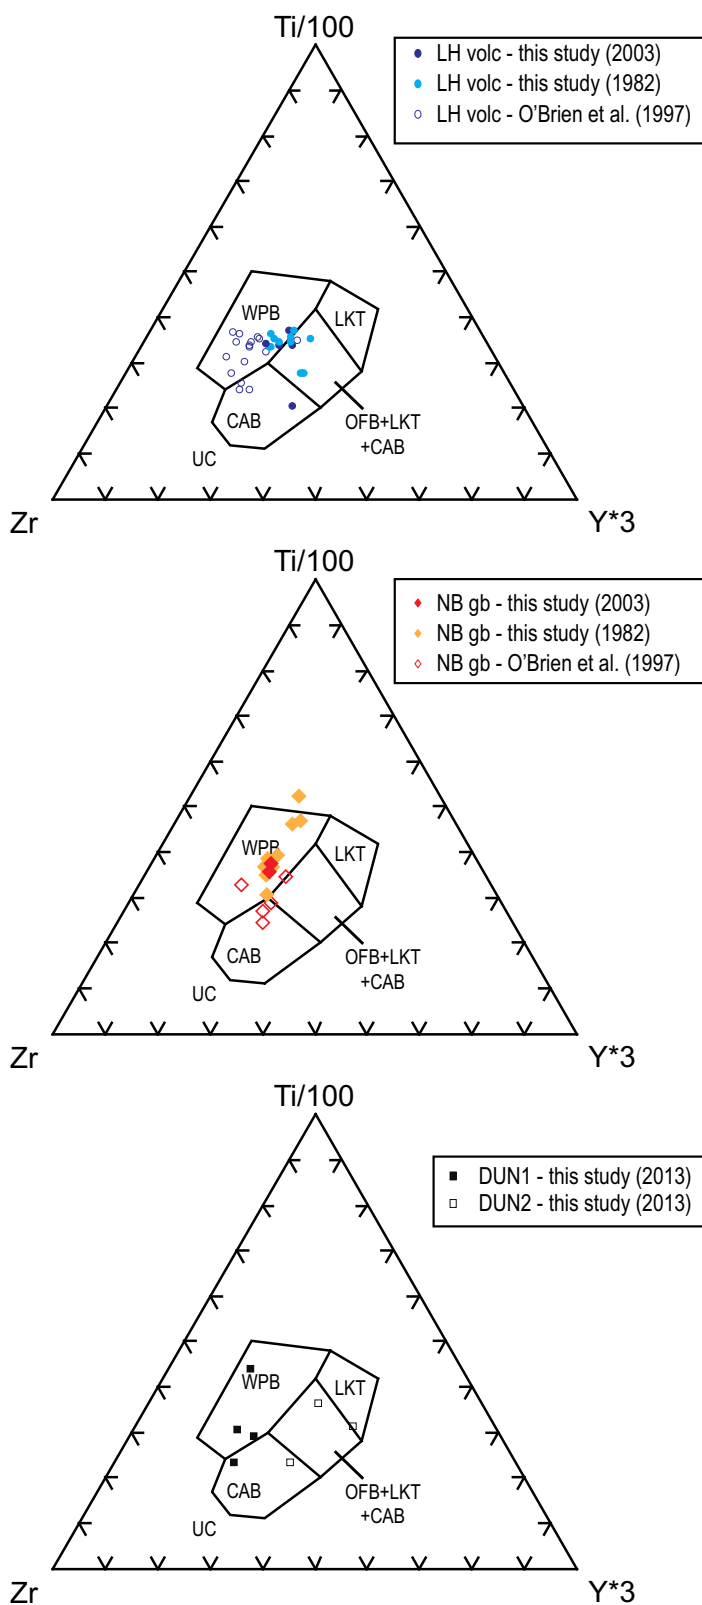 Ti/100
LH volc - this study (2003)
LH volc - this study (1982)
LH volc - O'Brien et al. (1997)
WPB
LKT
CAB
OFB+LKT
+CAB
UC
Zr
Y*3
Ti/100
NB gb - this study (2003)
NB gb - this study (1982)
NB gb - O'Brien et al. (1997)
WPB
LKT
CAB
OFB+LKT
+CAB
UC
Zr
Y*3
Ti/100
DUN1 - this study (2013)
DUN2 - this study (2013)
WPB
LKT
CAB
OFB+LKT
+CAB
UC
Zr
Y*3